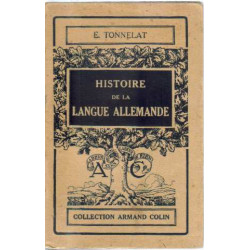 E. TONNELAT
HISTOIRE
DE LA
LANGUE ALLEMANDE
A C
COLLECTION ARMAND COLIN